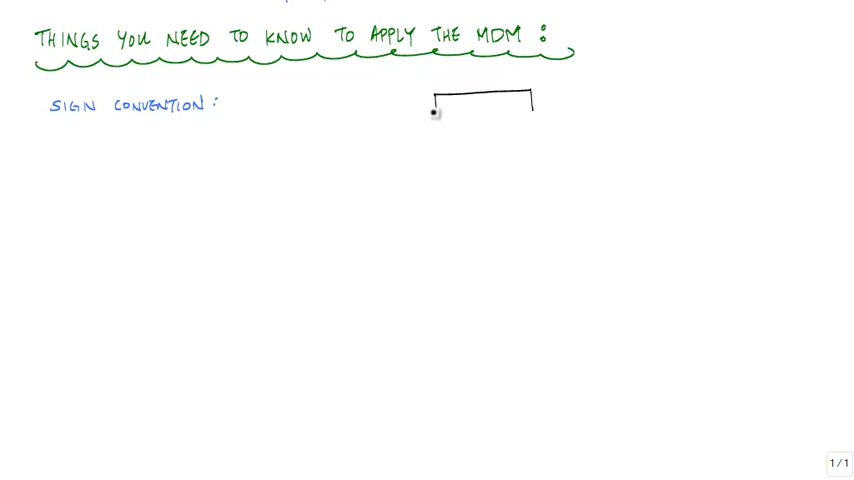 THINGS YOU NEED TO KNOW TO APPLY THE MDM :
SIGN CONVENTION :
1 / 1